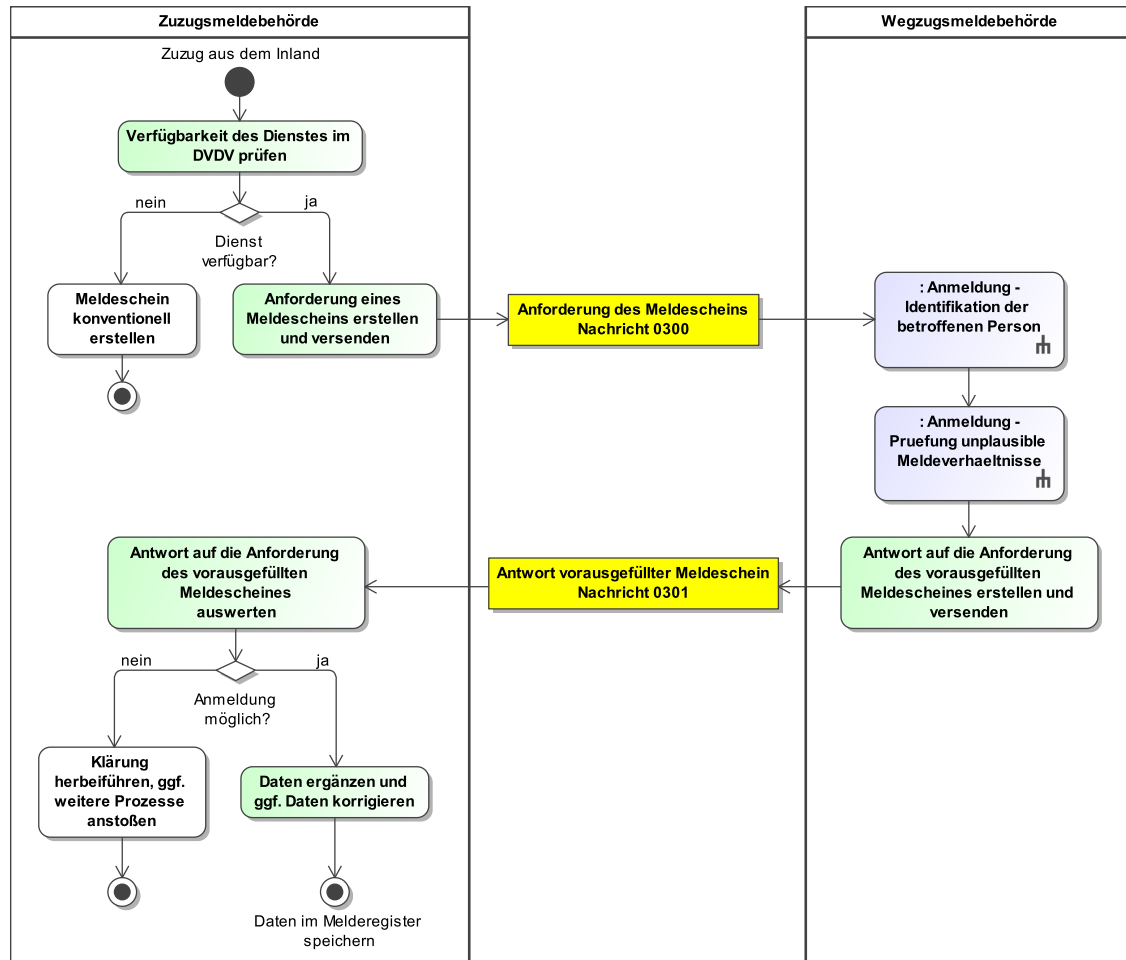 Zuzugsmeldebehörde
Wegzugsmeldebehörde
Zuzug aus dem Inland
Verfügbarkeit des Dienstes im
DVDV prüfen
nein
ja
Dienst
verfügbar?
Meldeschein
konventionell
erstellen
Anforderung eines
Meldescheins erstellen
und versenden
Anforderung des Meldescheins
Nachricht 0300
: Anmeldung -
Identifikation der
betroffenen Person
: Anmeldung -
Pruefung unplausible
Meldeverhaeltnisse
Antwort auf die Anforderung
des vorausgefüllten
Meldescheines erstellen und
versenden
Antwort vorausgefüllter Meldeschein
Nachricht 0301
Antwort auf die Anforderung
des vorausgefüllten
Meldescheines
auswerten
nein
ja
Anmeldung
möglich?
Klärung
herbeiführen, ggf.
weitere Prozesse
anstoßen
Daten ergänzen und
ggf. Daten korrigieren
Daten im Melderegister
speichern